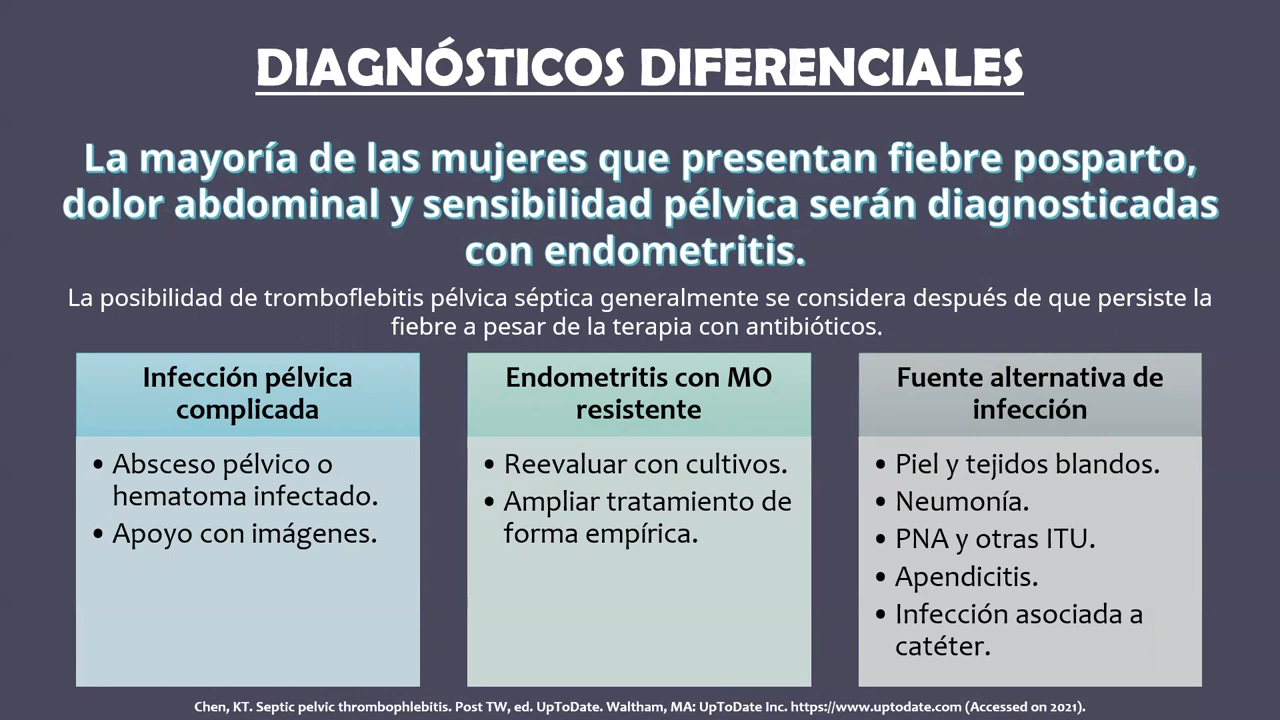 DIAGNÓSTICOS DIFERENCIALES
La mayoría de las mujeres que presentan fiebre posparto,
dolor abdominal y sensibilidad pélvica serán diagnosticadas
con endometritis.
La posibilidad de tromboflebitis pélvica séptica generalmente se considera después de que persiste la
fiebre a pesar de la terapia con antibióticos.
Infección pélvica
complicada
• Absceso pélvico o
hematoma infectado.
• Apoyo con imágenes.
Endometritis con MO
resistente
• Reevaluar con cultivos.
• Ampliar tratamiento de
forma empírica.
Fuente alternativa de
infección
• Piel y tejidos blandos.
• Neumonía.
• PNA y otras ITU.
• Apendicitis.
• Infección asociada a
catéter.
Chen, KT. Septic pelvic thrombophlebitis. Post TW, ed. UpToDate. Waltham, MA: UpToDate Inc. https://www.uptodate.com (Accessed on 2021).